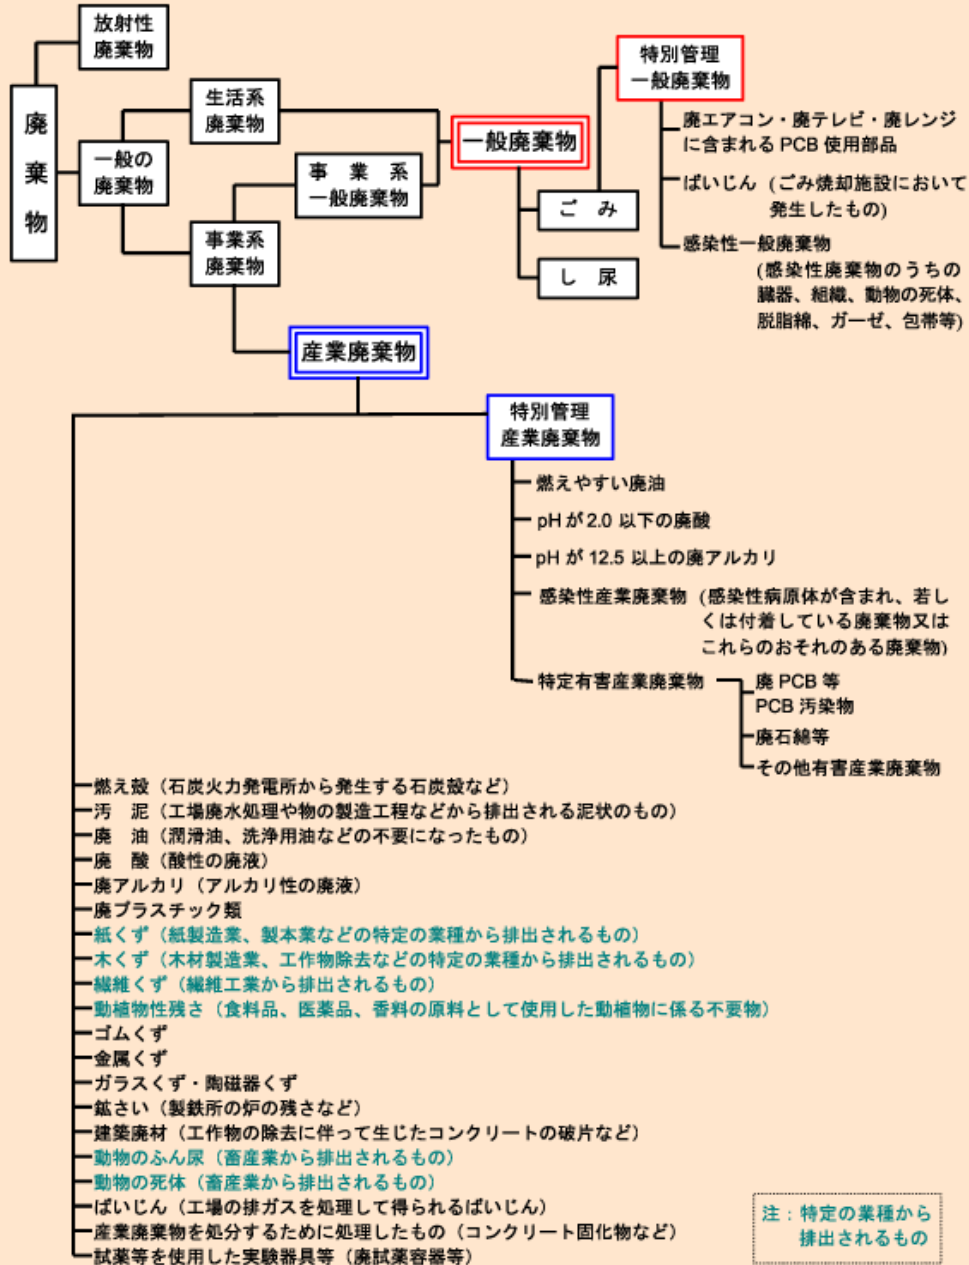 放射性
廃棄物
廃棄物
一般の
廃棄物
生活系
廃棄物
事業系
一般廃棄物
事業系
廃棄物
一般廃棄物
ごみ
し尿
特別管理
一般廃棄物
廃エアコン・廃テレビ・廃レンジ
に含まれる PCB 使用部品
ばいじん (ごみ焼却施設において
発生したもの)
感染性一般廃棄物
(感染性廃棄物のうちの
臓器、組織、動物の死体、
脱脂綿、ガーゼ、包帯等)
産業廃棄物
特別管理
産業廃棄物
燃えやすい廃油
pH が 2.0 以下の廃酸
pH が 12.5 以上の廃アルカリ
感染性産業廃棄物 (感染性病原体が含まれ、若し
くは付着している廃棄物又は
これらのおそれのある廃棄物)
特定有害産業廃棄物
廃 PCB 等
PCB 汚染物
廃石綿等
その他有害産業廃棄物
燃え殻（石炭火力発電所から発生する石炭殻など）
汚　泥（工場廃水処理や物の製造工程などから排出される泥状のもの）
廃　油（潤滑油、洗浄用油などの不要になったもの）
廃　酸（酸性の廃液）
廃アルカリ（アルカリ性の廃液）
廃プラスチック類
紙くず（紙製造業、製本業などの特定の業種から排出されるもの）
木くず（木材製造業、工作物除去などの特定の業種から排出されるもの）
繊維くず（繊維工業から排出されるもの）
動植物性残さ（食料品、医薬品、香料の原料として使用した動植物に係る不要物）
ゴムくず
金属くず
ガラスくず・陶磁器くず
鉱さい（製鉄所の炉の残さなど）
建築廃材（工作物の除去に伴って生じたコンクリートの破片など）
動物のふん尿（畜産業から排出されるもの）
動物の死体（畜産業から排出されるもの）
ばいじん（工場の排ガスを処理して得られるばいじん）
産業廃棄物を処分するために処理したもの（コンクリート固化物など）
試薬等を使用した実験器具等（廃試薬容器等）
注：特定の業種から
排出されるもの